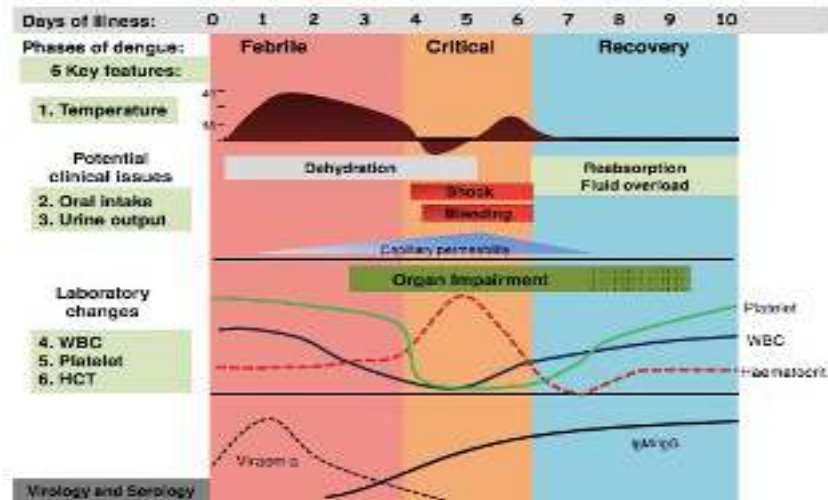 Days of Illness: 0 1 2 3 4 5 6 7 8 9 10
Phases of dengue: Febrile Critical Recovery
6 Key features:
1. Temperature
Potential
clinical issues
2. Oral intake
3. Urine output
Dehydration
Shock
Bleeding
Reabsorption
Fluid overload
Capillary permeability
Organ Impairment
Laboratory
changes
4. WBC
5. Platelet
6. HCT
Platelet
WBC
Haematocrit
Viraemia
IgM/IgG
Virology and Serology